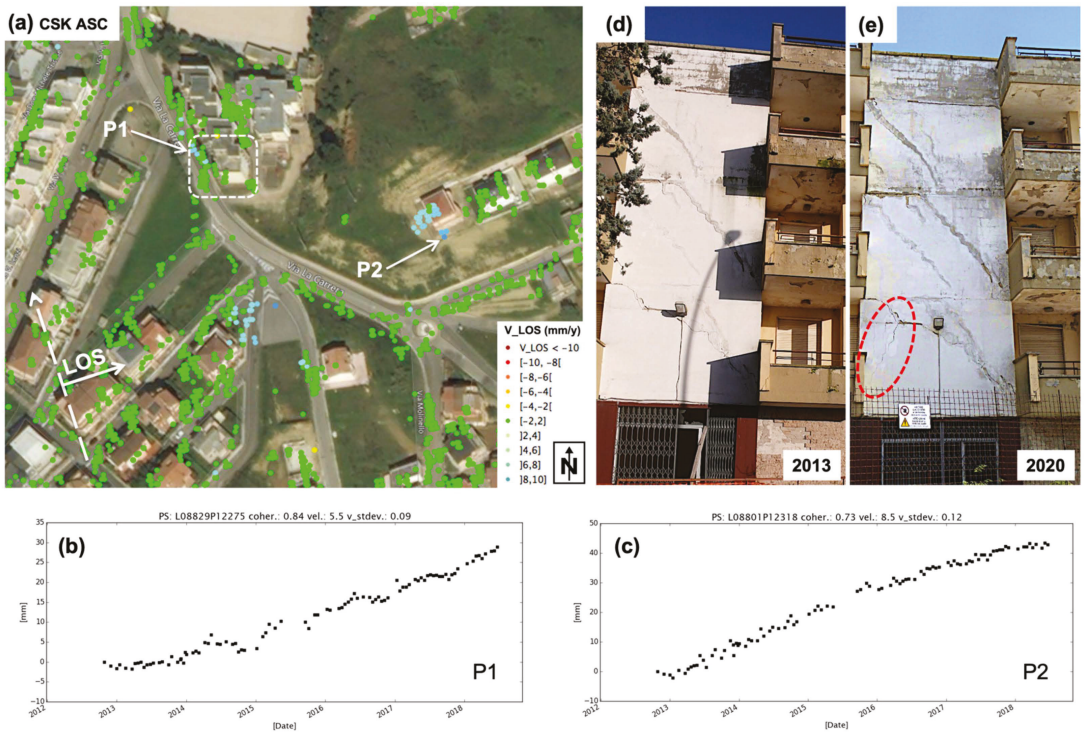 (a) CSK ASC
Via La Carrera
P1
P2
Via La Carrera
LOS
V_LOS (mm/y)
V_LOS < -10
[-10, -8[
[-8,-6[
[-6,-4[
[-4,-2[
[-2,2]
]2,4]
]4,6]
]6,8]
]8,10]
N
(d)
2013
(e)
2020
PS: L08829P12275 coher.: 0.84 vel.: 5.5 v_stdev.: 0.09
(b)
[mm]
35
30
25
20
15
10
5
0
−5
−10
2012
2013
2014
2015
2016
2017
2018
[Date]
P1
PS: L08801P12318 coher.: 0.73 vel.: 8.5 v_stdev.: 0.12
(c)
[mm]
50
40
30
20
10
0
−10
2012
2013
2014
2015
2016
2017
2018
[Date]
P2